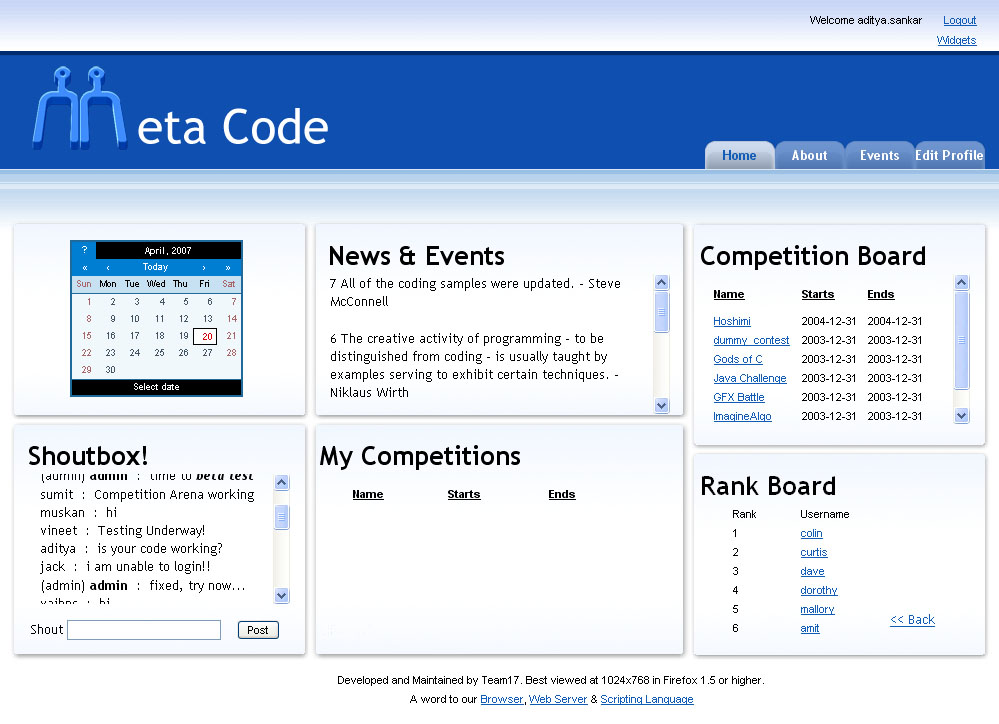 Welcome aditya.sankar Logout
Widgets
eta Code
Home About Events Edit Profile
? April, 2007
« ‹ Today › »
Sun Mon Tue Wed Thu Fri Sat
1 2 3 4 5 6 7
8 9 10 11 12 13 14
15 16 17 18 19 20 21
22 23 24 25 26 27 28
29 30
Select date
News & Events
7 All of the coding samples were updated. - Steve
McConnell
6 The creative activity of programming - to be
distinguished from coding - is usually taught by
examples serving to exhibit certain techniques. -
Niklaus Wirth
Competition Board
Name Starts Ends
Hoshimi 2004-12-31 2004-12-31
dummy_contest 2003-12-31 2003-12-31
Gods of C 2003-12-31 2003-12-31
Java Challenge 2003-12-31 2003-12-31
GFX Battle 2003-12-31 2003-12-31
ImagineAlgo 2003-12-31 2003-12-31
Shoutbox!
(admin) admin : time to beta test
sumit : Competition Arena working
muskan : hi
vineet : Testing Underway!
aditya : is your code working?
jack : i am unable to login!!
(admin) admin : fixed, try now...
: hi
Shout Post
My Competitions
Name Starts Ends
Rank Board
Rank Username
1 colin
2 curtis
3 dave
4 dorothy
5 mallory
6 amit
<< Back
Developed and Maintained by Team17. Best viewed at 1024x768 in Firefox 1.5 or higher.
A word to our Browser, Web Server & Scripting Language